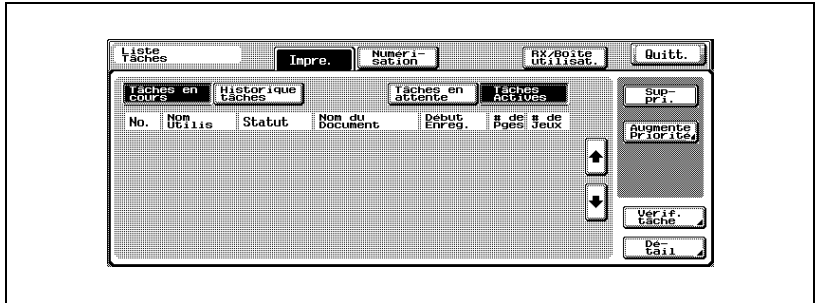 Liste
Tâches
Impre.
Numéri-
sation
RX/Boîte
utilisat.
Quitt.
Tâches en
cours
Historique
tâches
Tâches en
attente
Tâches
Actives
Sup-
pri.
No.
Nom
Utilis
Statut
Nom du
Document
Début
Enreg.
# de
Pges
# de
Jeux
Augmente
Priorité
Vérif.
tâche
Dé-
tail